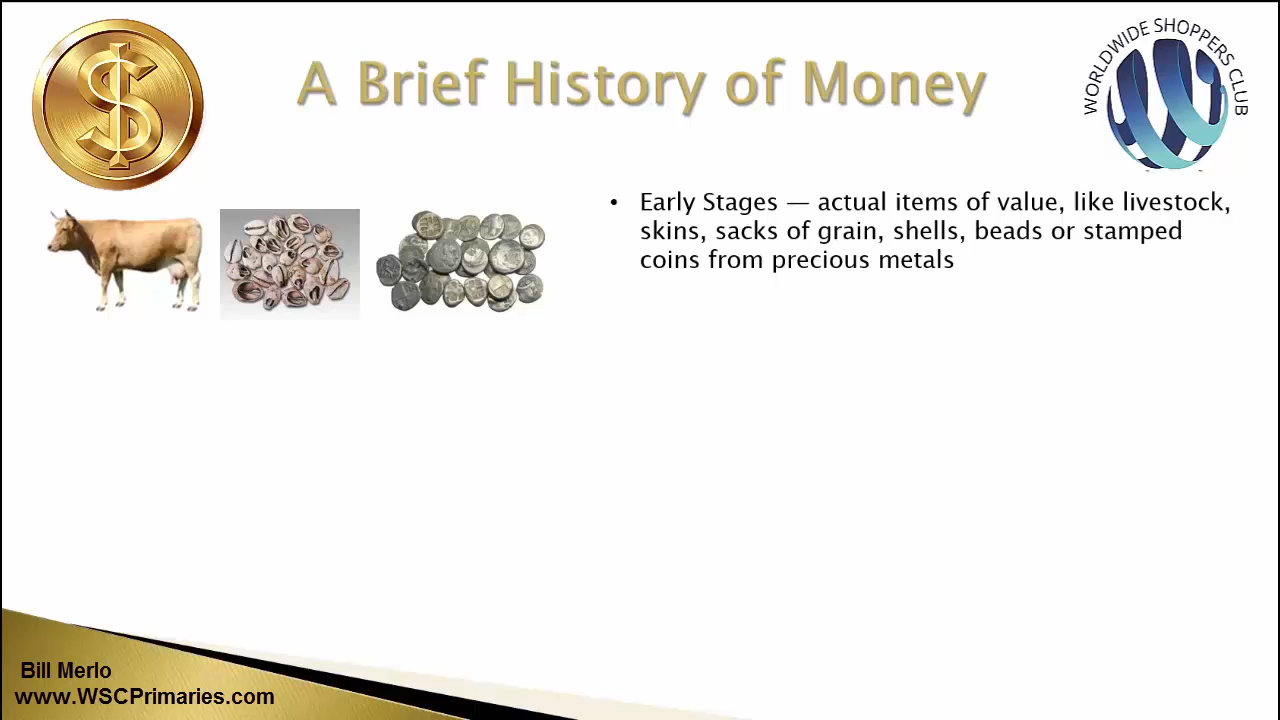 A Brief History of Money
WORLDWIDE SHOPPERS CLUB
• Early Stages — actual items of value, like livestock,
skins, sacks of grain, shells, beads or stamped
coins from precious metals
Bill Merlo
www.WSCPrimaries.com